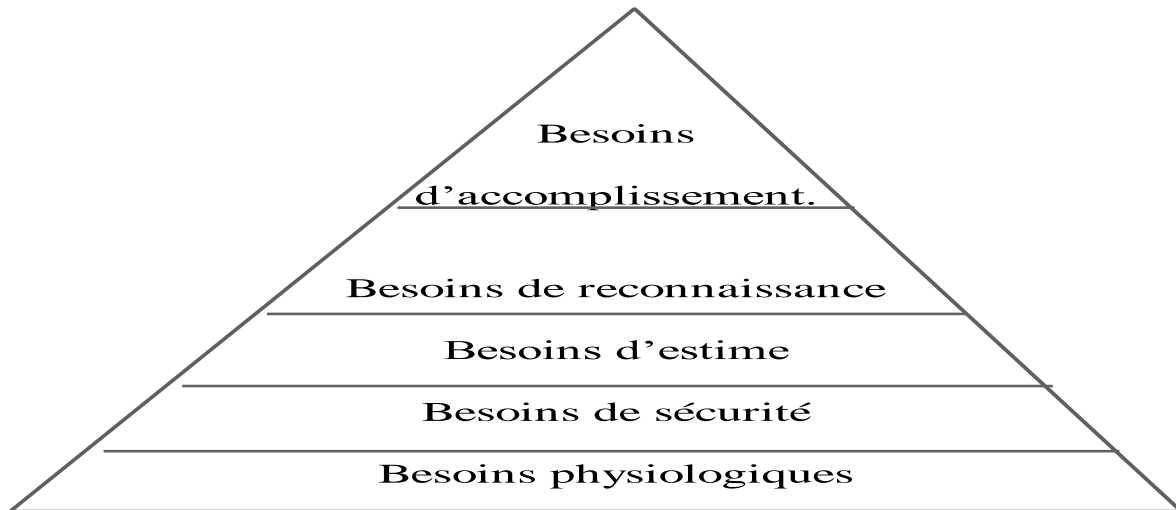 Besoins
d’accomplissement.
Besoins de reconnaissance
Besoins d’estime
Besoins de sécurité
Besoins physiologiques